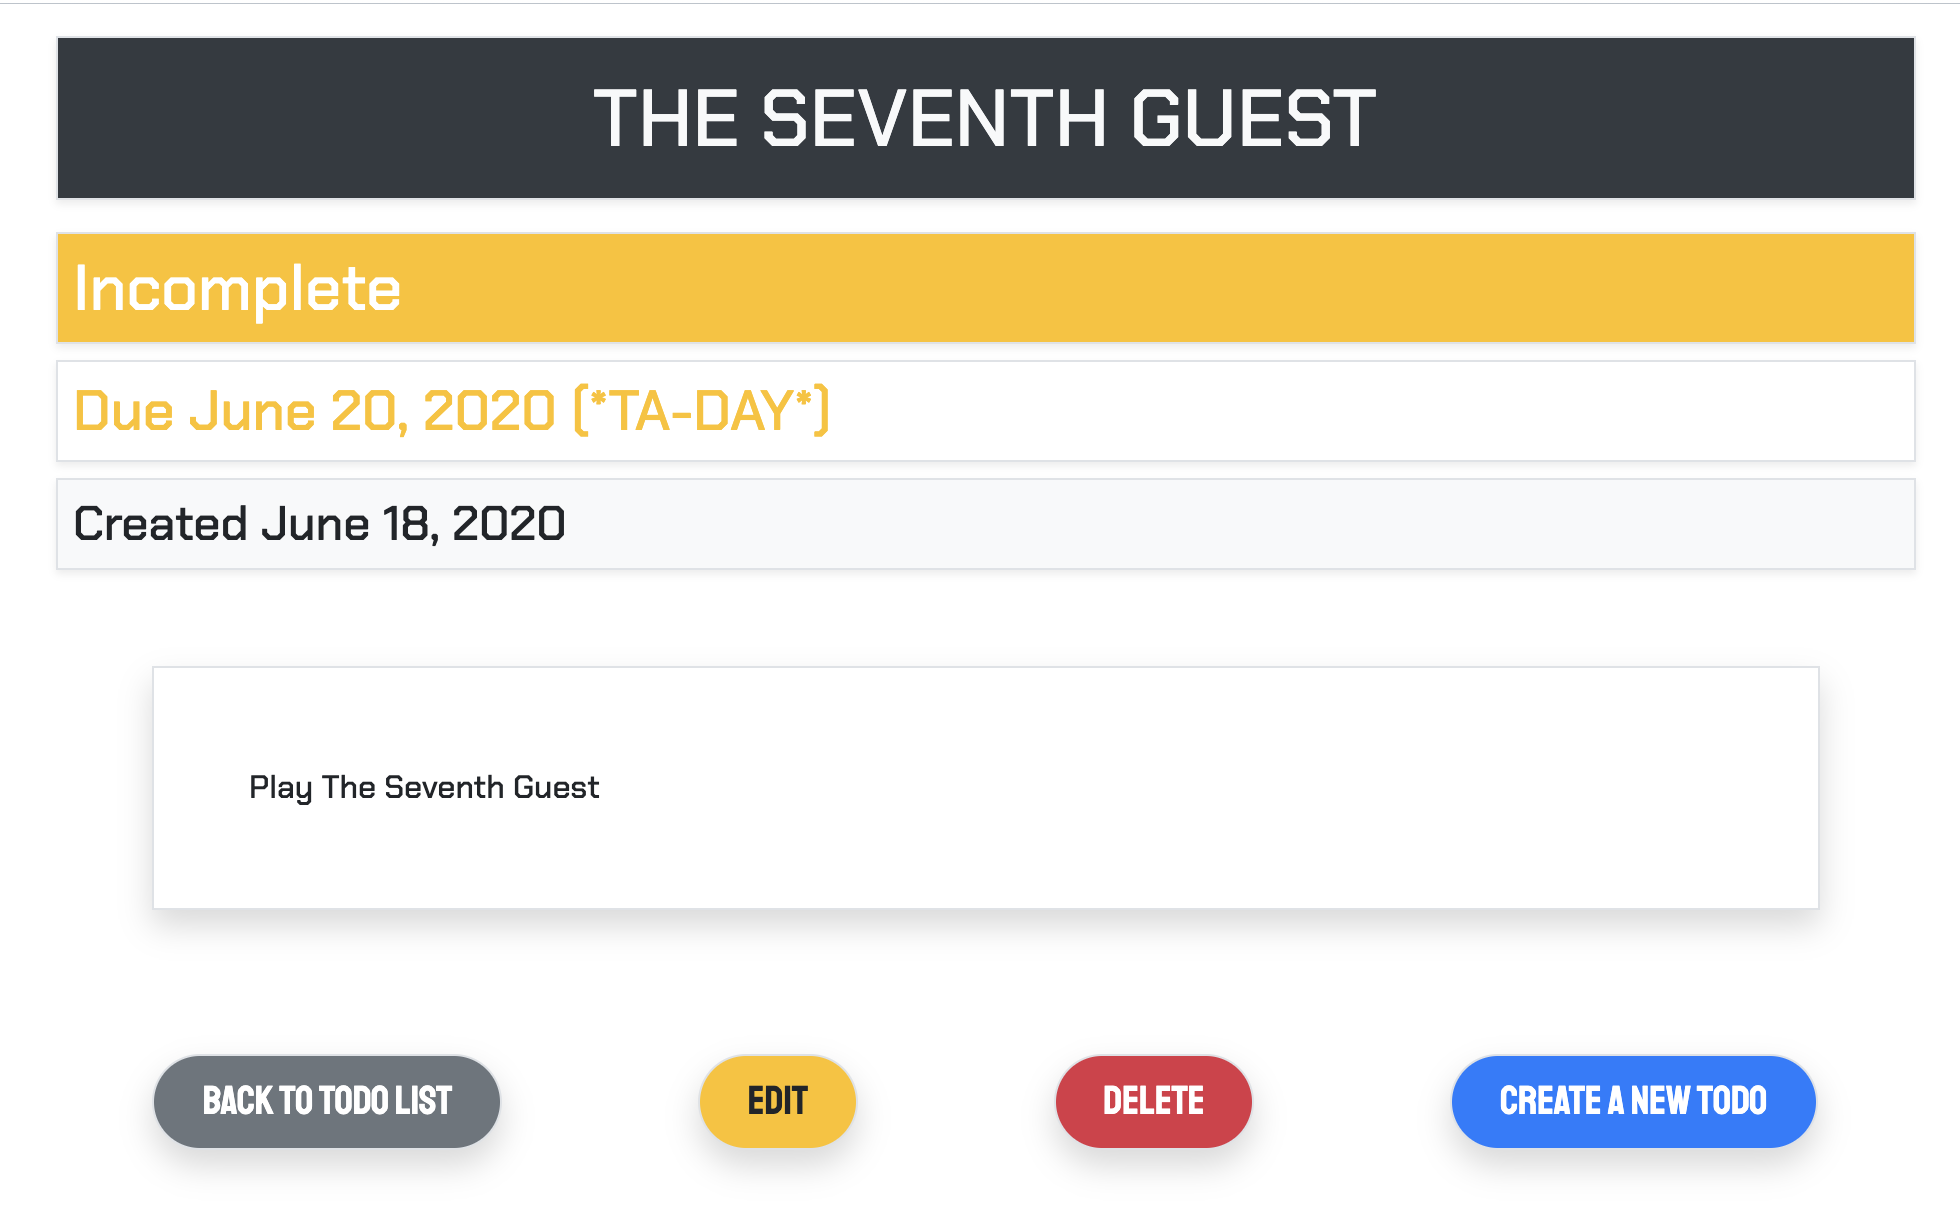 THE SEVENTH GUEST
Incomplete
Due June 20, 2020 (*TA-DAY*)
Created June 18, 2020
Play The Seventh Guest
BACK TO TODO LIST
EDIT
DELETE
CREATE A NEW TODO